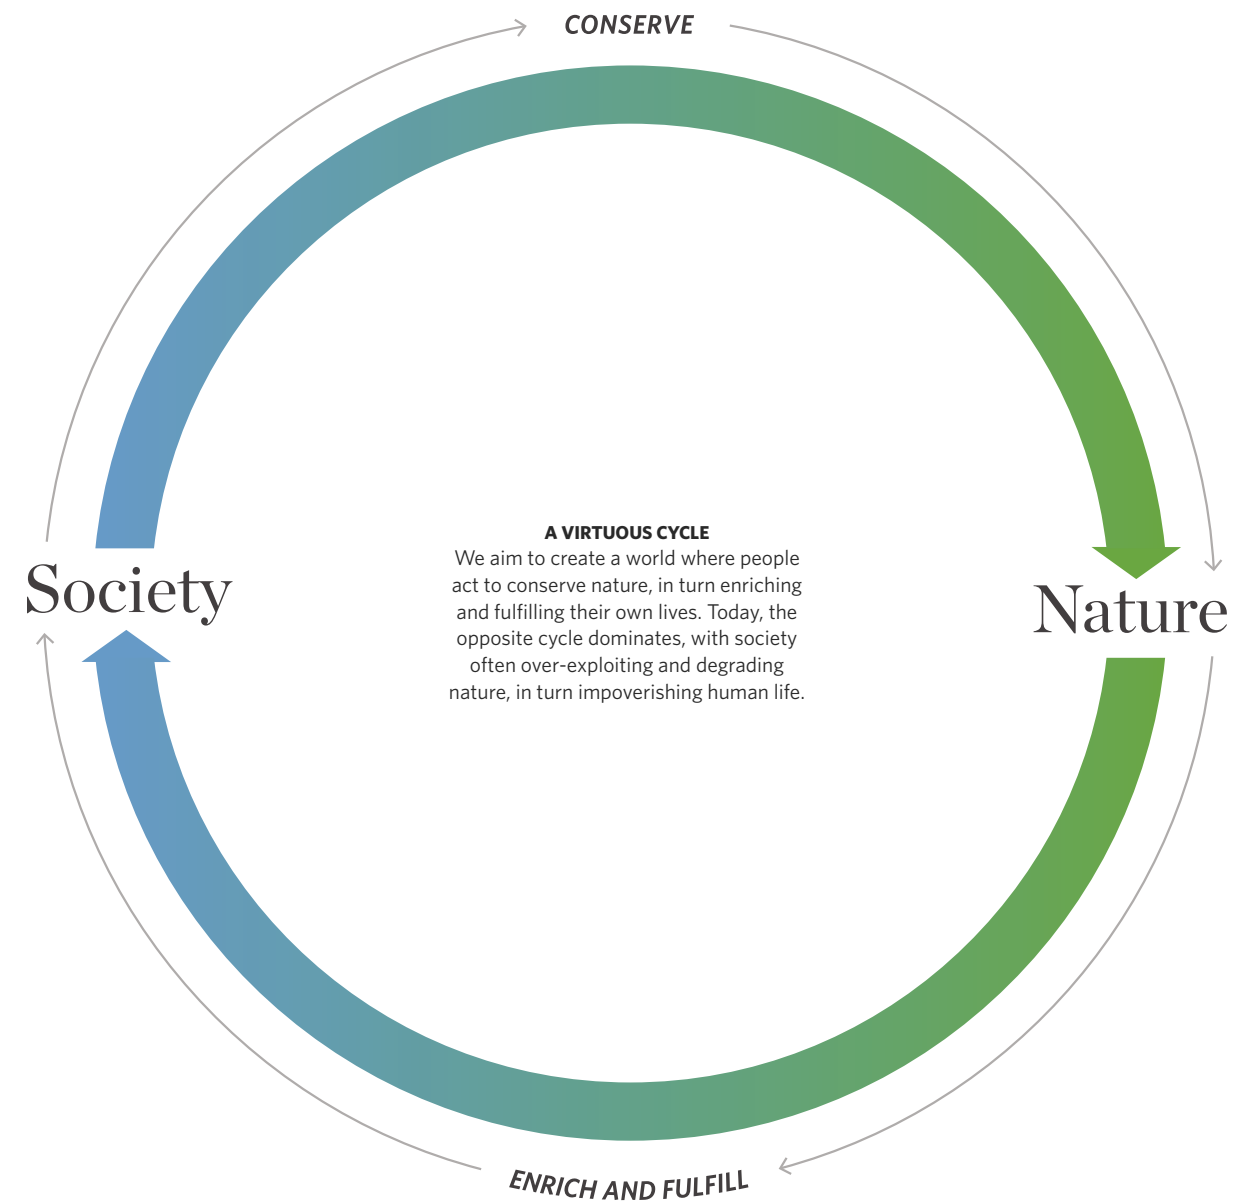 CONSERVE
A VIRTUOUS CYCLE
We aim to create a world where people
act to conserve nature, in turn enriching
and fulfilling their own lives. Today, the
opposite cycle dominates, with society
often over-exploiting and degrading
nature, in turn impoverishing human life.
Society
Nature
ENRICH AND FULFILL